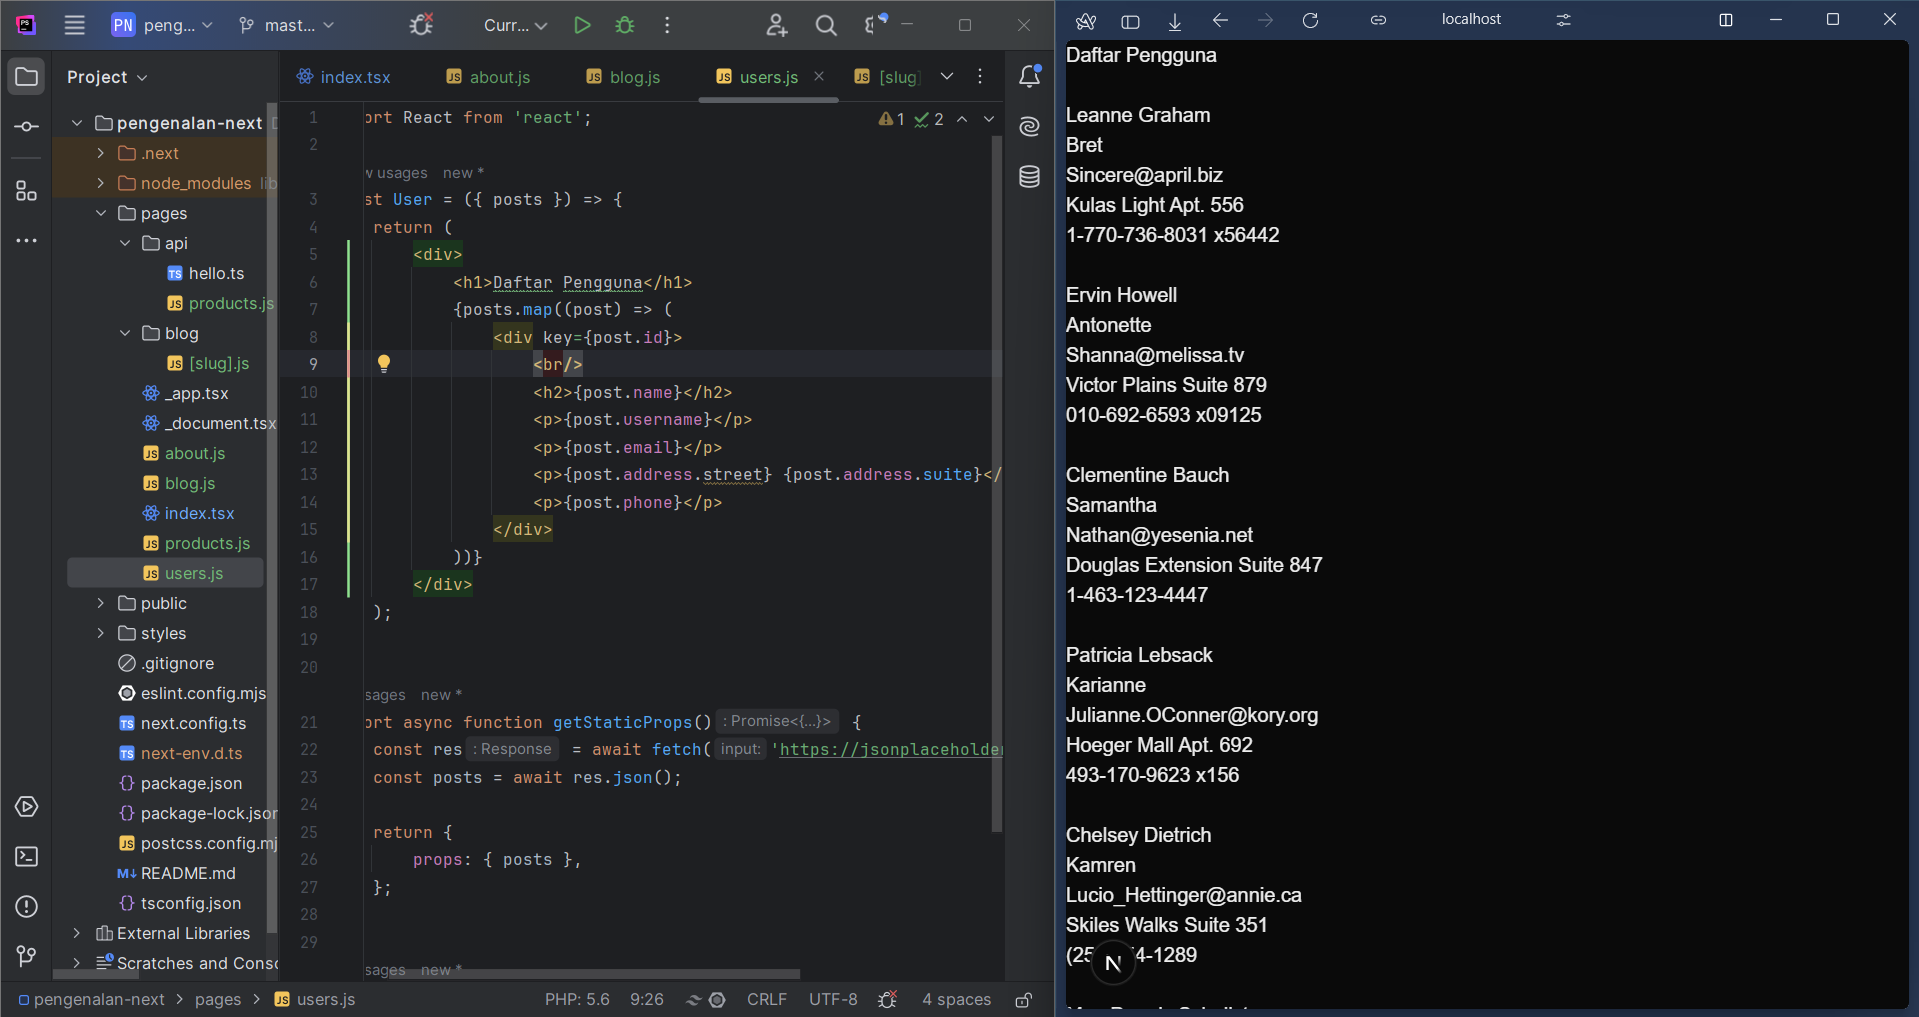 PN peng...
mast...
Curr...
localhost
Project
index.tsx
about.js
blog.js
users.js
[slug]
pengenalan-next
.next
node_modules lib
pages
api
hello.ts
products.js
blog
[slug].js
_app.tsx
_document.tsx
about.js
blog.js
index.tsx
products.js
users.js
public
styles
.gitignore
eslint.config.mjs
next.config.ts
next-env.d.ts
package.json
package-lock.json
postcss.config.mj
README.md
tsconfig.json
External Libraries
Scratches and Conso
1 ort React from 'react';
1 2
2
w usages new *
3 st User = ({ posts }) => {
4 return (
5 <div>
6 <h1>Daftar Pengguna</h1>
7 {posts.map((post) => (
8 <div key={post.id}>
9 <br/>
10 <h2>{post.name}</h2>
11 <p>{post.username}</p>
12 <p>{post.email}</p>
13 <p>{post.address.street} {post.address.suite}</
14 <p>{post.phone}</p>
15 </div>
16 ))}
17 </div>
18 );
19
20
sages new *
21 ort async function getStaticProps() : Promise<{...}> {
22 const res : Response = await fetch( input: 'https://jsonplaceholder
23 const posts = await res.json();
24
25 return {
26 props: { posts },
27 };
28
29
sages new *
pengenalan-next > pages > users.js
PHP: 5.6 9:26 CRLF UTF-8 4 spaces
Daftar Pengguna
Leanne Graham
Bret
Sincere@april.biz
Kulas Light Apt. 556
1-770-736-8031 x56442
Ervin Howell
Antonette
Shanna@melissa.tv
Victor Plains Suite 879
010-692-6593 x09125
Clementine Bauch
Samantha
Nathan@yesenia.net
Douglas Extension Suite 847
1-463-123-4447
Patricia Lebsack
Karianne
Julianne.OConner@kory.org
Hoeger Mall Apt. 692
493-170-9623 x156
Chelsey Dietrich
Kamren
Lucio_Hettinger@annie.ca
Skiles Walks Suite 351
(25 4-1289
N